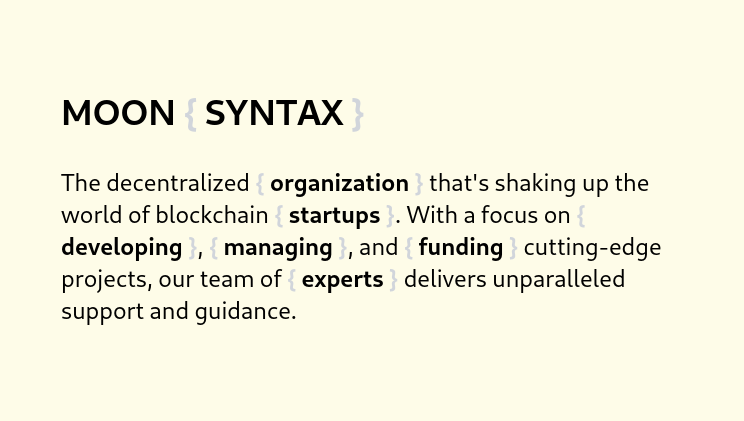 MOON { SYNTAX }
The decentralized { organization } that's shaking up the
world of blockchain { startups }. With a focus on {
developing }, { managing }, and { funding } cutting-edge
projects, our team of { experts } delivers unparalleled
support and guidance.